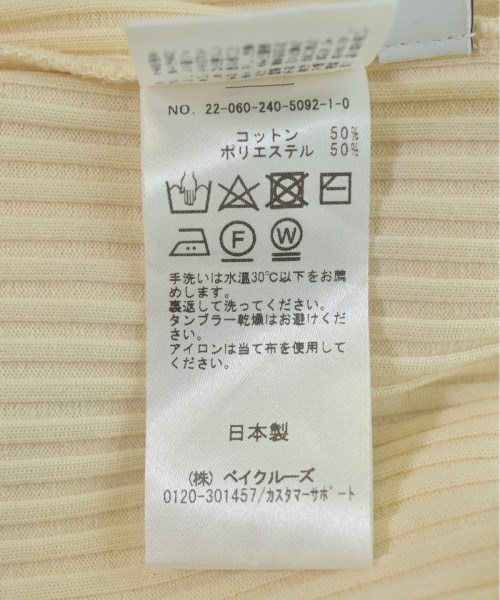 NO. 22-060-240-5092-1-0
コットン 50%
ポリエステル 50%
F W
手洗いは水温30℃以下をお薦
めします。
裏返して洗ってください。
タンブラー乾燥はお避けくだ
さい。
アイロンは当て布を使用して
ください。
日本製
(株) ベイクルーズ
0120-301457/カスタマーサポート